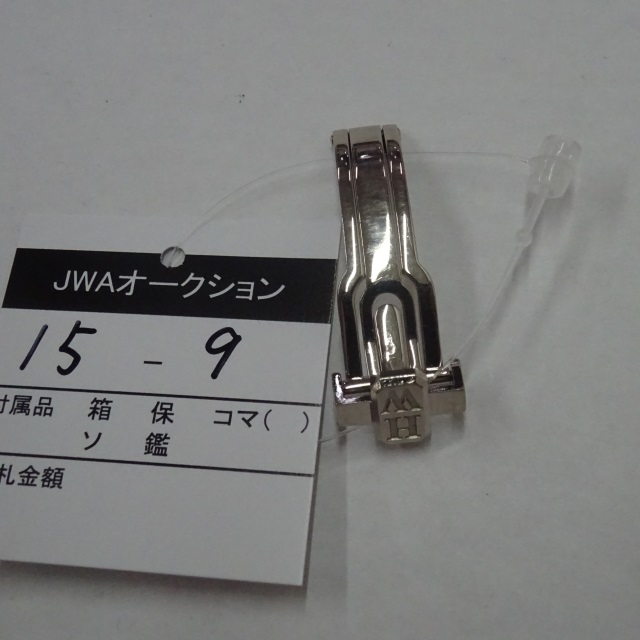 JWAオークション
15-9
付属品 箱 保 コマ( )
ソ 鑑
札金額
HW